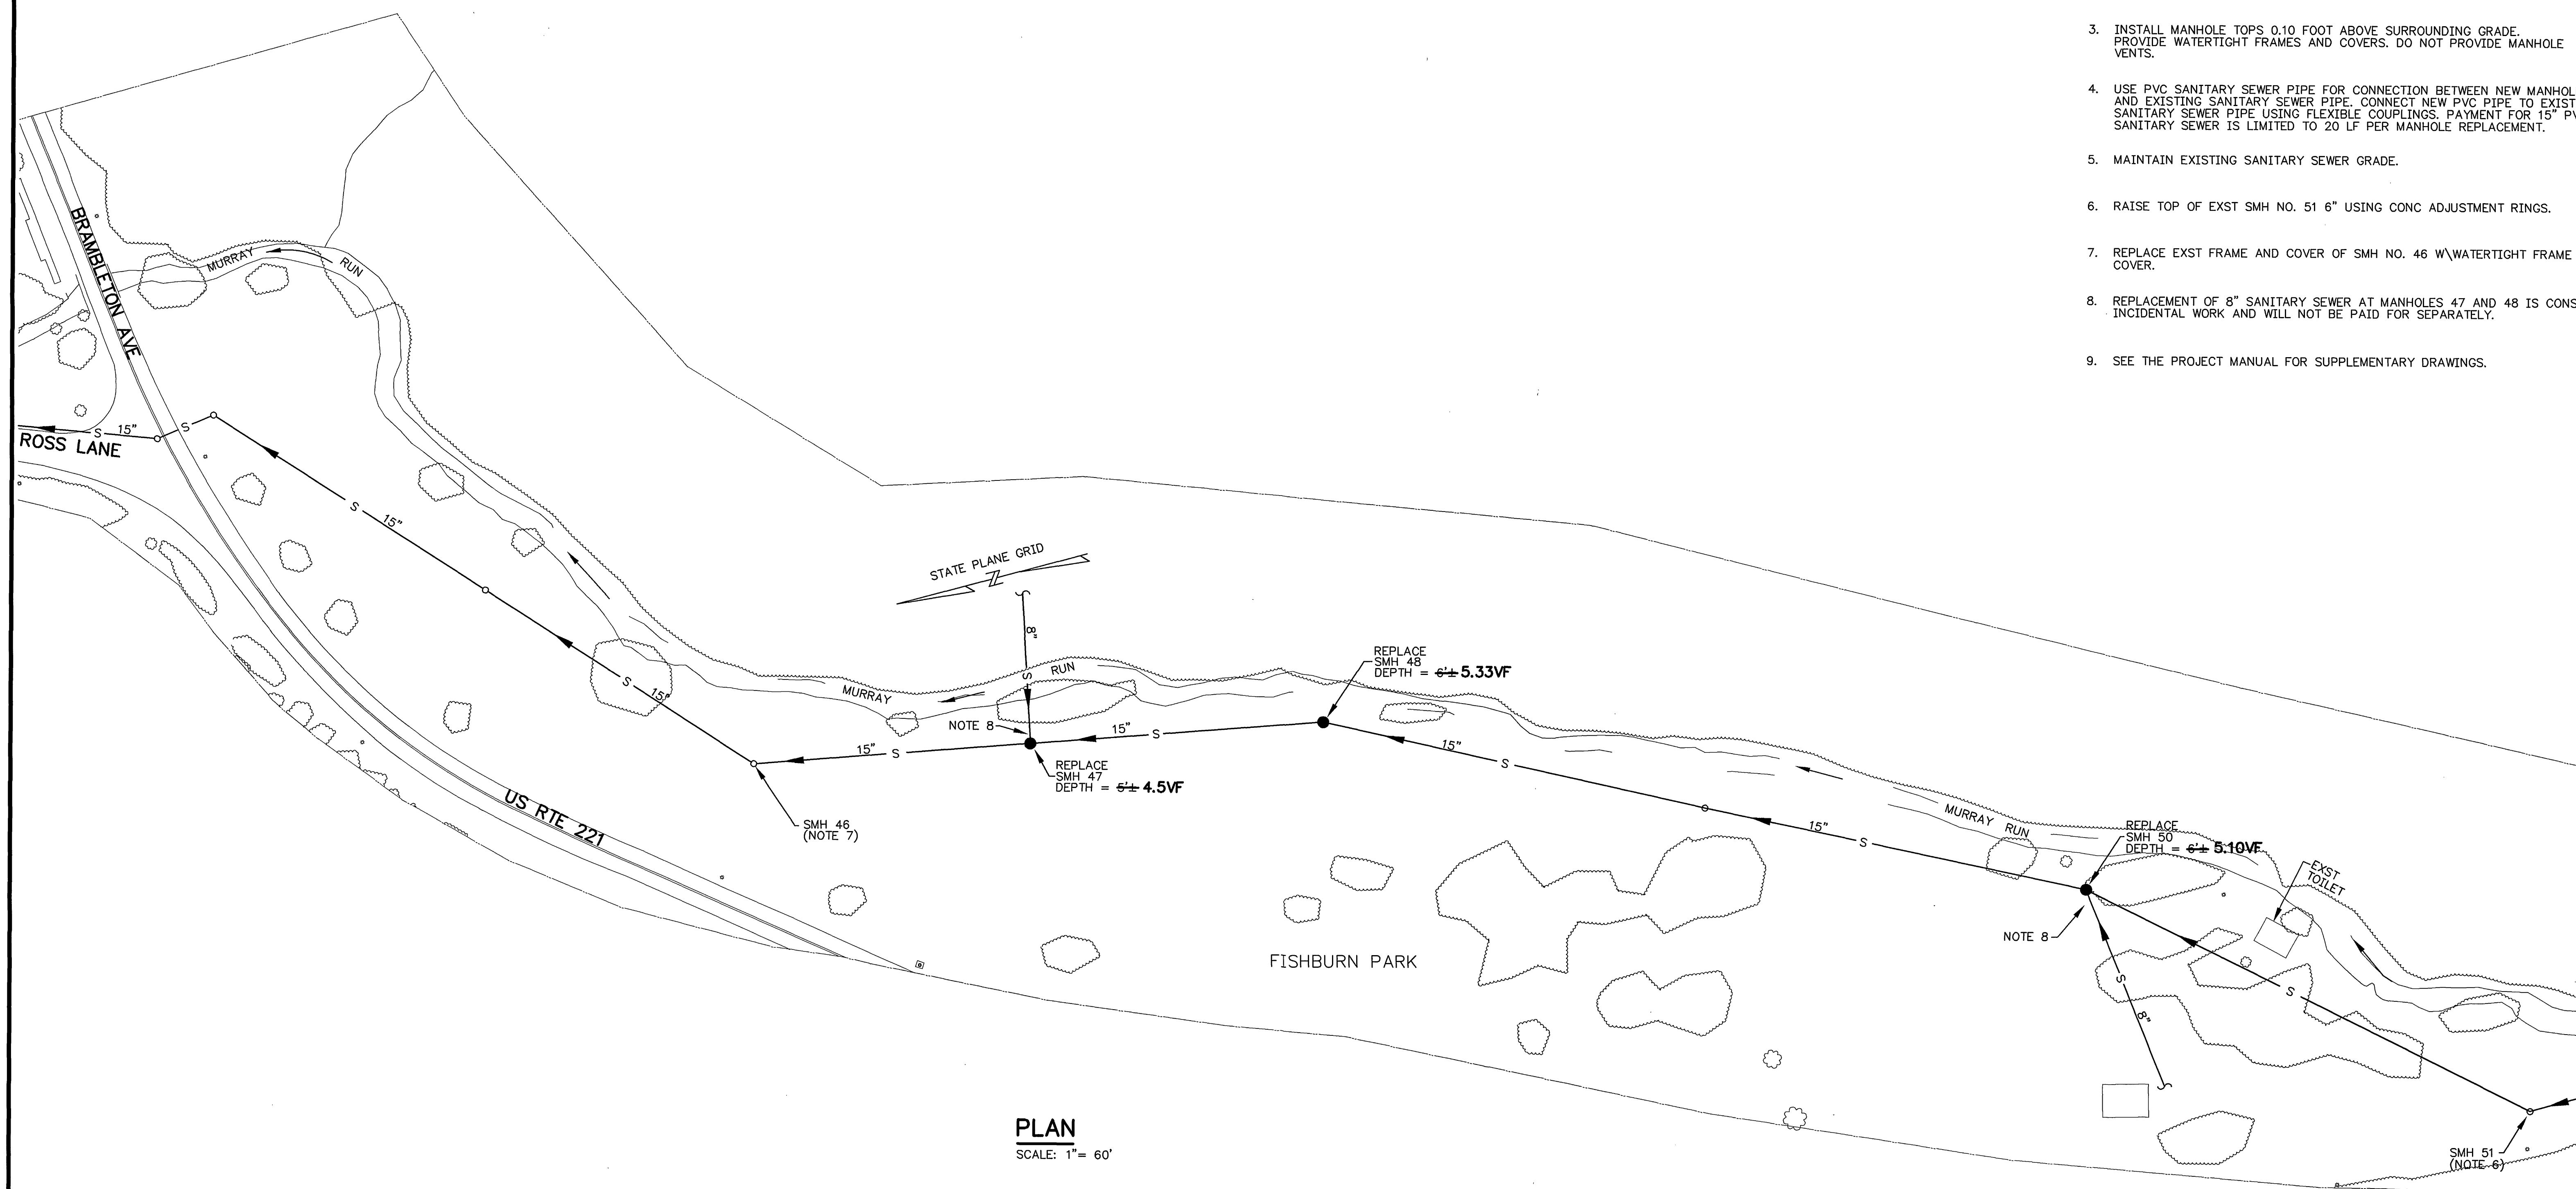 3. INSTALL MANHOLE TOPS 0.10 FOOT ABOVE SURROUNDING GRADE.
PROVIDE WATERTIGHT FRAMES AND COVERS. DO NOT PROVIDE MANHOLE
VENTS.
4. USE PVC SANITARY SEWER PIPE FOR CONNECTION BETWEEN NEW MANHOL
AND EXISTING SANITARY SEWER PIPE. CONNECT NEW PVC PIPE TO EXIST
SANITARY SEWER PIPE USING FLEXIBLE COUPLINGS. PAYMENT FOR 15" PV
SANITARY SEWER IS LIMITED TO 20 LF PER MANHOLE REPLACEMENT.
5. MAINTAIN EXISTING SANITARY SEWER GRADE.
6. RAISE TOP OF EXST SMH NO. 51 6" USING CONC ADJUSTMENT RINGS.
7. REPLACE EXST FRAME AND COVER OF SMH NO. 46 W\WATERTIGHT FRAME
COVER.
8. REPLACEMENT OF 8" SANITARY SEWER AT MANHOLES 47 AND 48 IS CONS
INCIDENTAL WORK AND WILL NOT BE PAID FOR SEPARATELY.
9. SEE THE PROJECT MANUAL FOR SUPPLEMENTARY DRAWINGS.
BRAMBLETON AVE
MURRAY RUN
S 15"
S
ROSS LANE
S 15"
S 15"
STATE PLANE GRID
8"
S
MURRAY RUN
NOTE 8
15" S
15" S
REPLACE
SMH 47
DEPTH = 5'± 4.5VF
REPLACE
SMH 48
DEPTH = 6'± 5.33VF
SMH 46
(NOTE 7)
US RTE 221
15" S
15" S
MURRAY RUN
REPLACE
SMH 50
DEPTH = 6'± 5.10VF
EXST
TOILET
NOTE 8
S
8"
S
FISHBURN PARK
SMH 51
(NOTE 6)
PLAN
SCALE: 1"= 60'